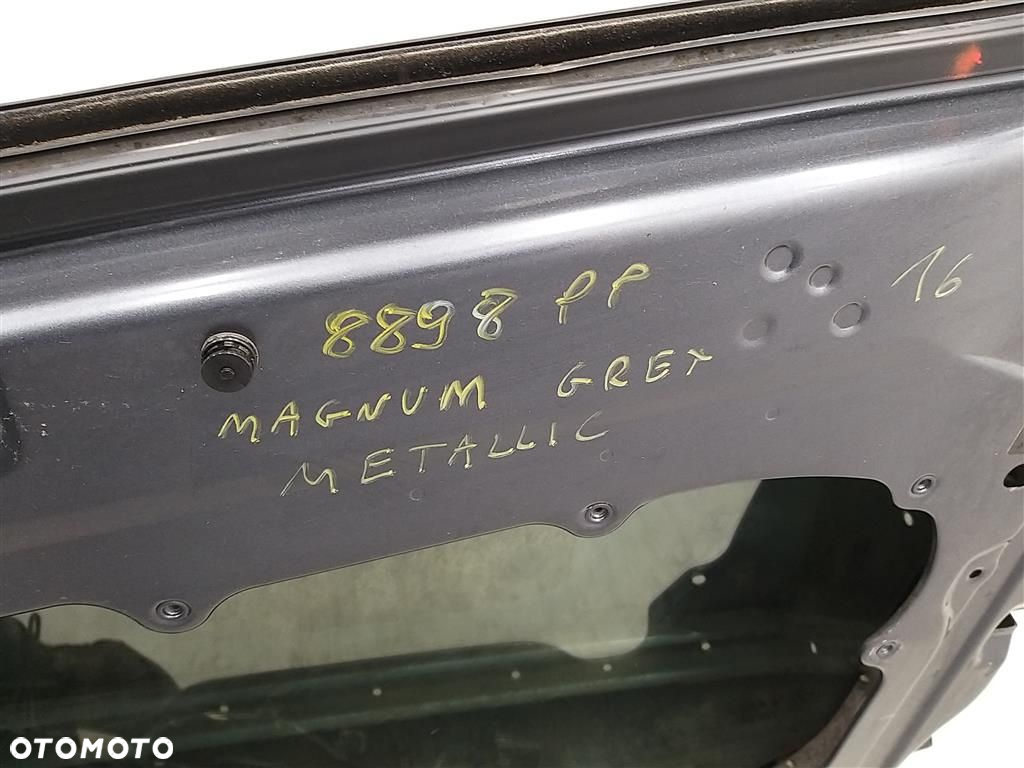 8898 PP
16
MAGNUM GREY
METALLIC
OTOMOTO